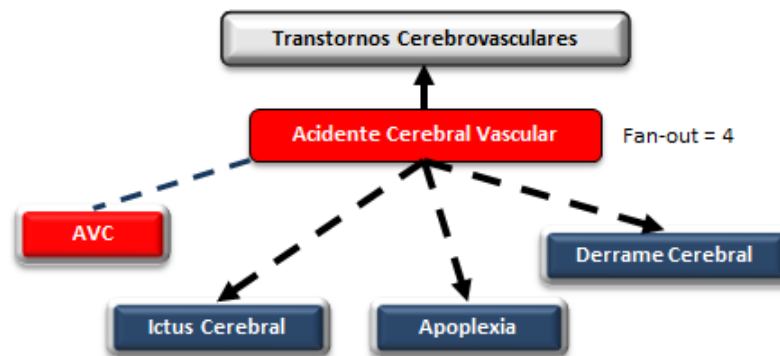 Transtornos Cerebrovasculares
Acidente Cerebral Vascular
Fan-out = 4
AVC
Derrame Cerebral
Ictus Cerebral
Apoplexia